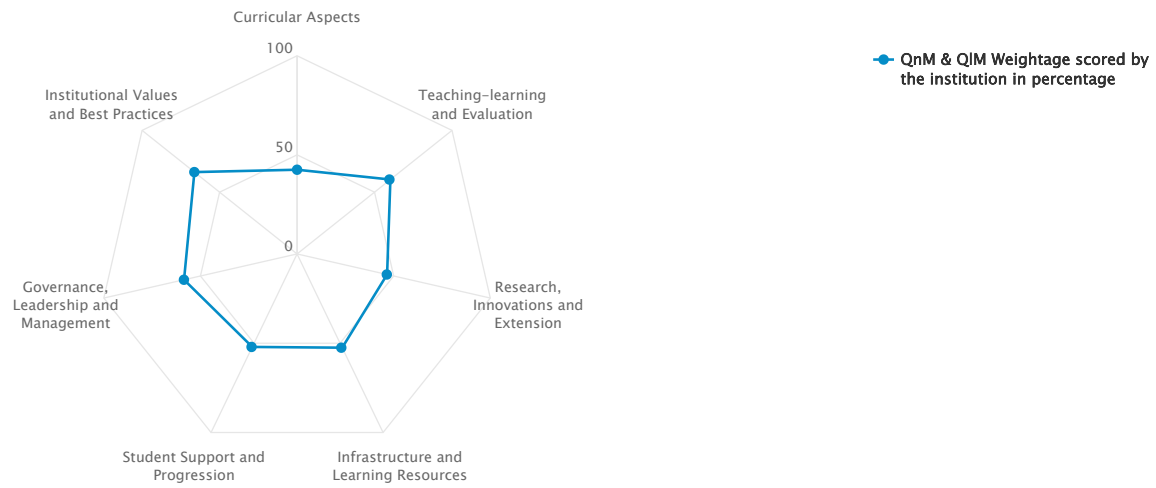 Curricular Aspects
100
50
0
Teaching-learning
and Evaluation
Research,
Innovations and
Extension
Infrastructure and
Learning Resources
Student Support and
Progression
Governance,
Leadership and
Management
Institutional Values
and Best Practices
QnM & QlM Weightage scored by
the institution in percentage